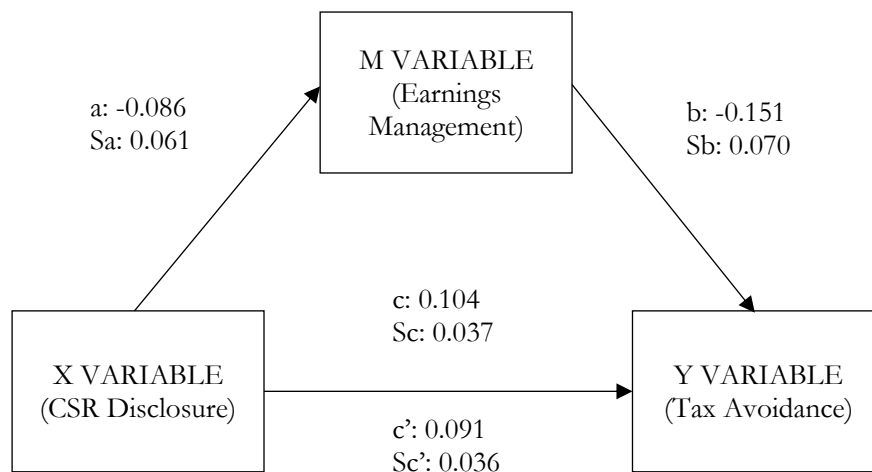 M VARIABLE
(Earnings
Management)
a: -0.086
Sa: 0.061
b: -0.151
Sb: 0.070
c: 0.104
Sc: 0.037
X VARIABLE
(CSR Disclosure)
Y VARIABLE
(Tax Avoidance)
c’: 0.091
Sc’: 0.036